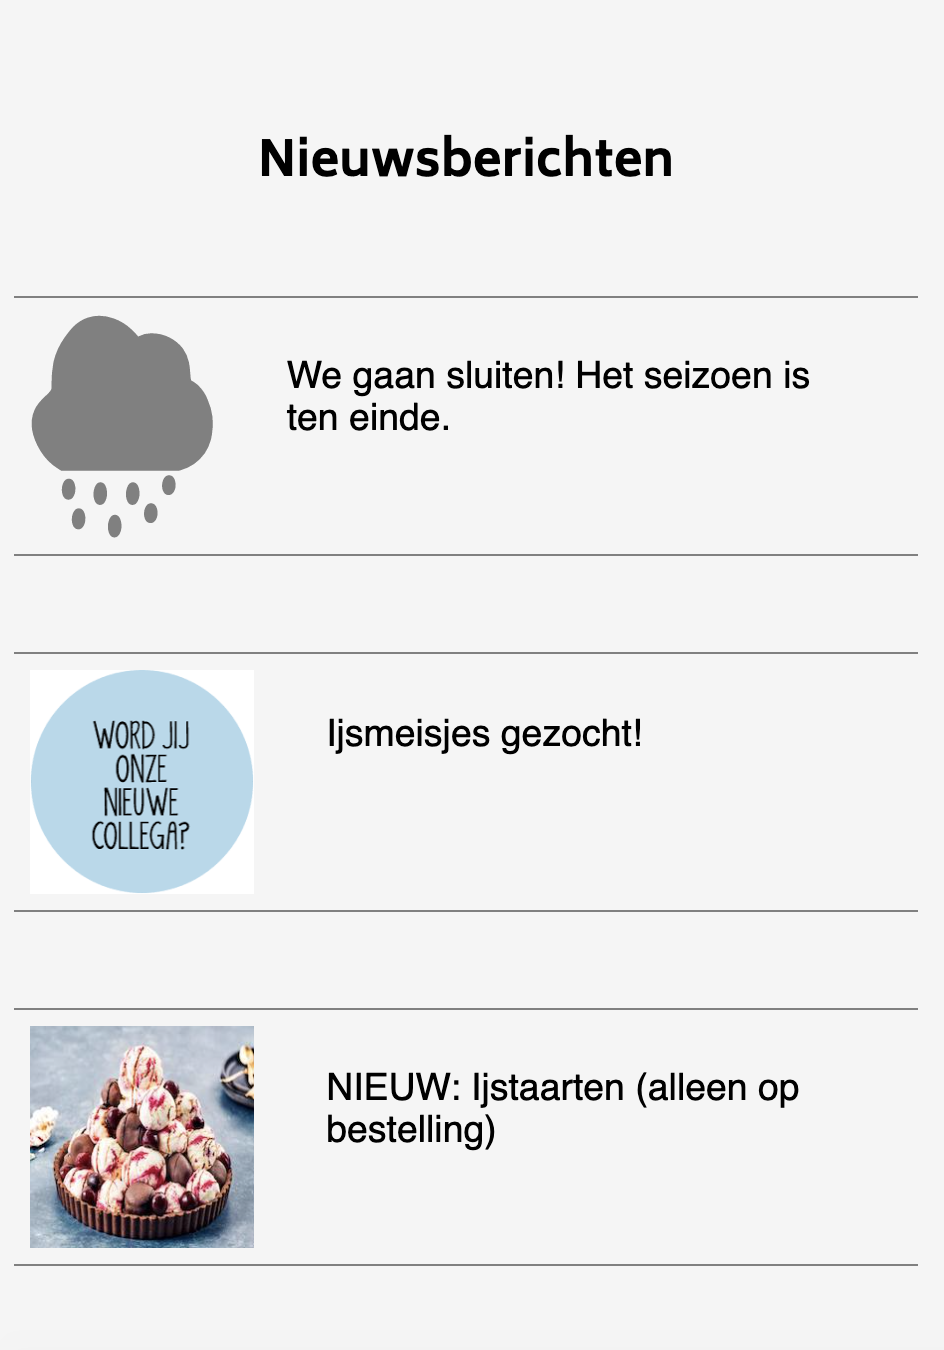 Nieuwsberichten
We gaan sluiten! Het seizoen is
ten einde.
WORD JIJ
ONZE
NIEUWE
COLLEGA?
Ijsmeisjes gezocht!
NIEUW: Ijstaarten (alleen op
bestelling)